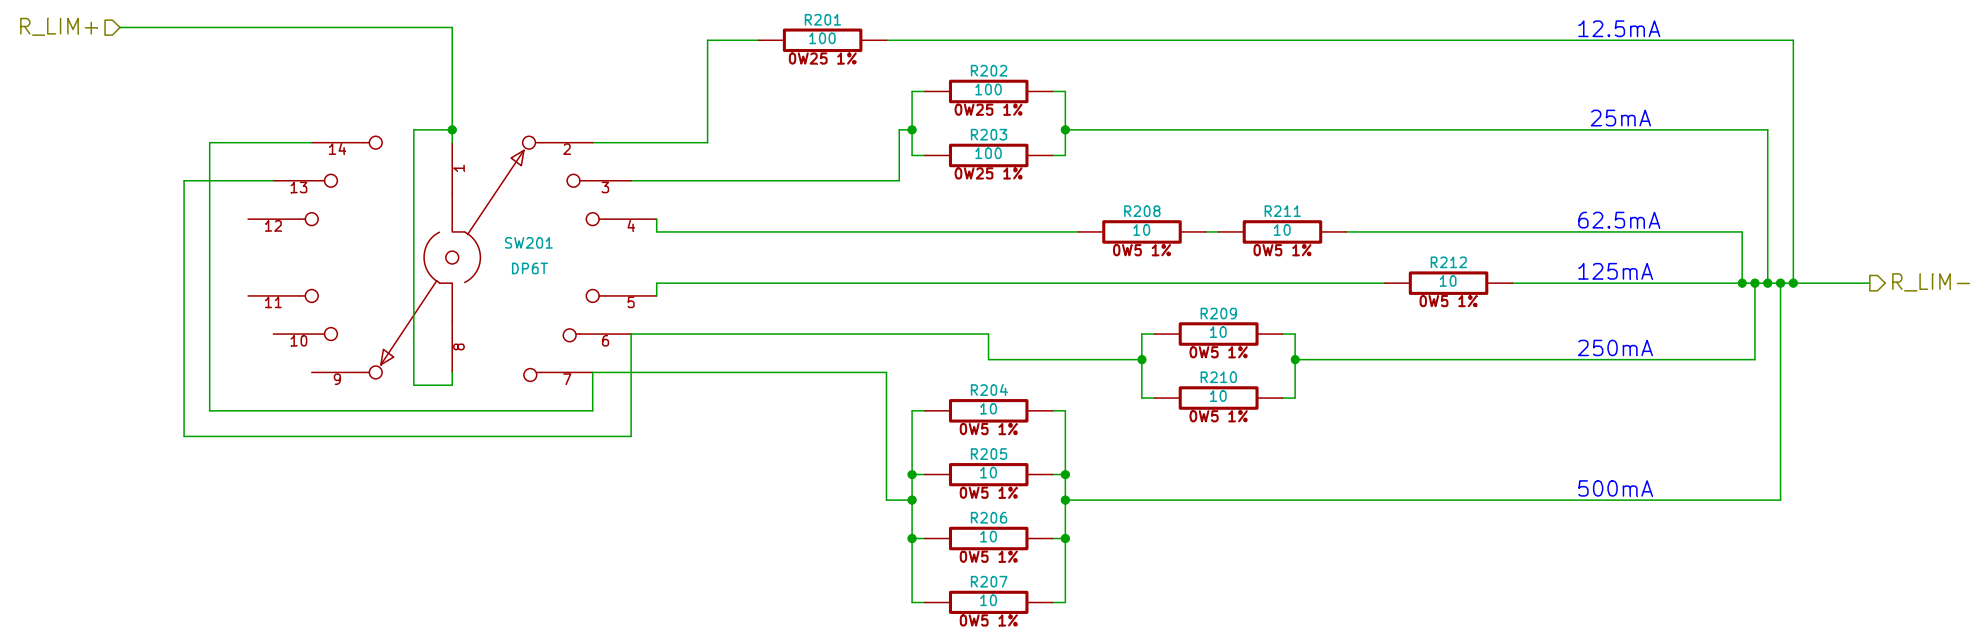 R_LIM+
R201
100
0W25 1%
12.5mA
R202
100
0W25 1%
25mA
R203
100
0W25 1%
14
13
12
11
10
9
1
8
SW201
DP6T
2
3
4
5
6
7
R208
10
0W5 1%
R211
10
0W5 1%
62.5mA
R212
10
0W5 1%
125mA
R_LIM-
R209
10
0W5 1%
250mA
R210
10
0W5 1%
R204
10
0W5 1%
R205
10
0W5 1%
500mA
R206
10
0W5 1%
R207
10
0W5 1%